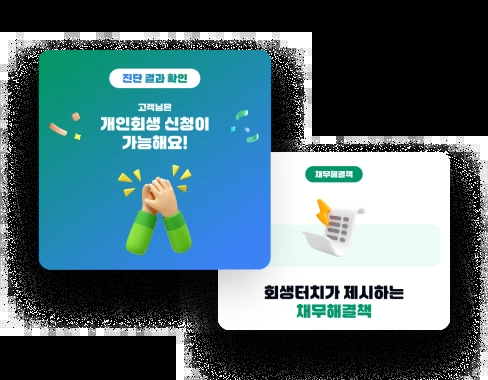 진단 결과 확인
고객님은
개인회생 신청이
가능해요!
채무해결책
회생터치가 제시하는
채무해결책